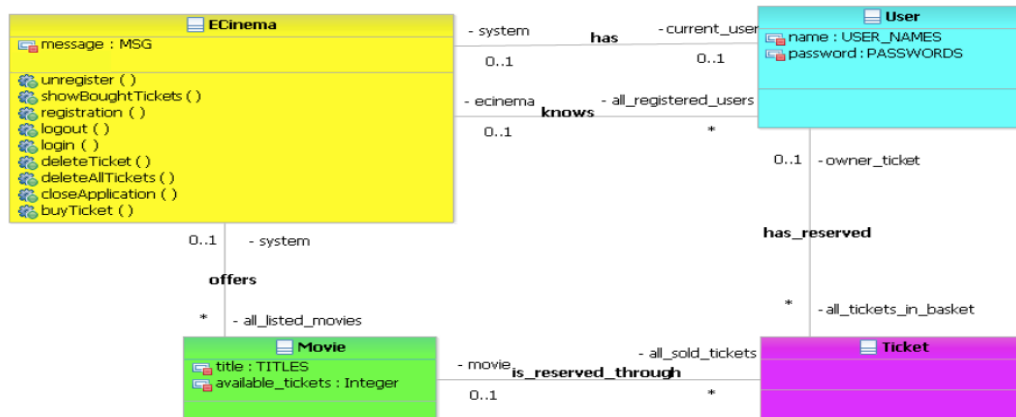 ECinema
message : MSG
unregister ( )
showBoughtTickets ( )
registration ( )
logout ( )
login ( )
deleteTicket ( )
deleteAllTickets ( )
closeApplication ( )
buyTicket ( )
- system
has
-current_user
0..1
0..1
- ecinema
knows
- all_registered_users
0..1
*
User
name : USER_NAMES
password : PASSWORDS
0..1
-owner_ticket
has_reserved
*
-all_tickets_in_basket
0..1
- system
offers
*
- all_listed_movies
Movie
title : TITLES
available_tickets : Integer
- movie
is_reserved_through
- all_sold_tickets
0..1
*
Ticket